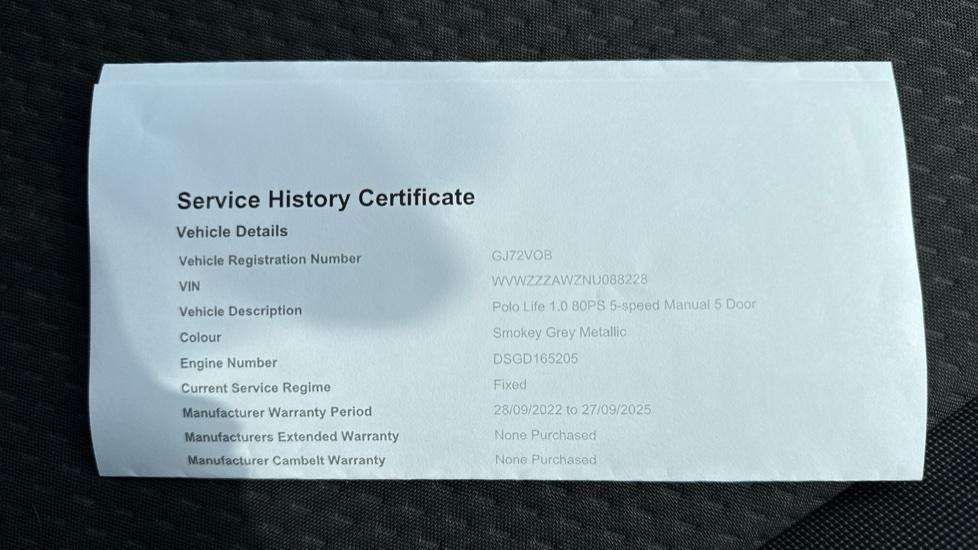 Service History Certificate
Vehicle Details
Vehicle Registration Number GJ72VOB
VIN WVWZZZAWZNU088228
Vehicle Description Polo Life 1.0 80PS 5-speed Manual 5 Door
Colour Smokey Grey Metallic
Engine Number DSGD165205
Current Service Regime Fixed
Manufacturer Warranty Period 28/09/2022 to 27/09/2025
Manufacturers Extended Warranty None Purchased
Manufacturer Cambelt Warranty None Purchased